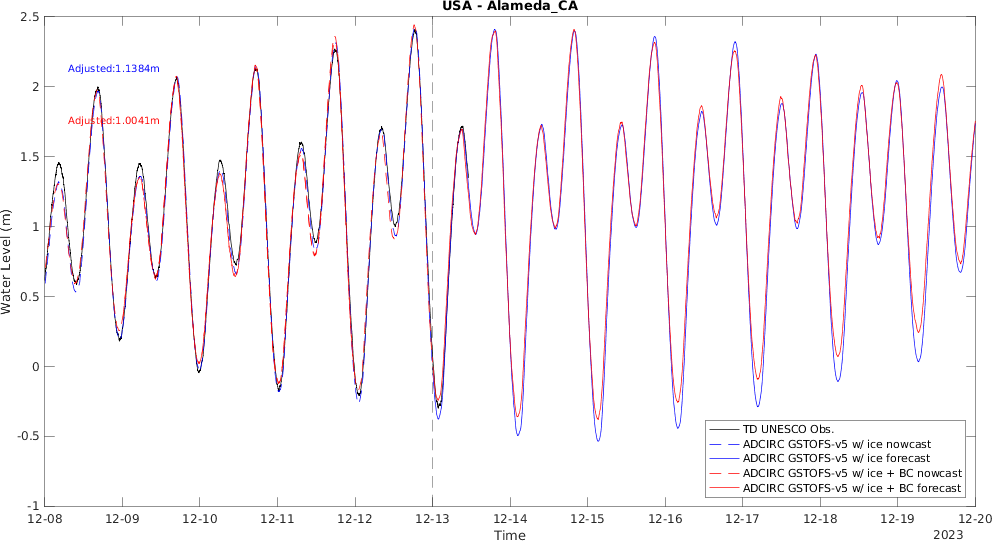 USA - Alameda_CA
2.5
Adjusted:1.1384m
2
Adjusted:1.0041m
1.5
1
0.5
0
-0.5
-1
Water Level (m)
TD UNESCO Obs.
ADCIRC GSTOFS-v5 w/ ice nowcast
ADCIRC GSTOFS-v5 w/ ice forecast
ADCIRC GSTOFS-v5 w/ ice + BC nowcast
ADCIRC GSTOFS-v5 w/ ice + BC forecast
12-08 12-09 12-10 12-11 12-12 12-13 12-14 12-15 12-16 12-17 12-18 12-19 12-20
Time
2023